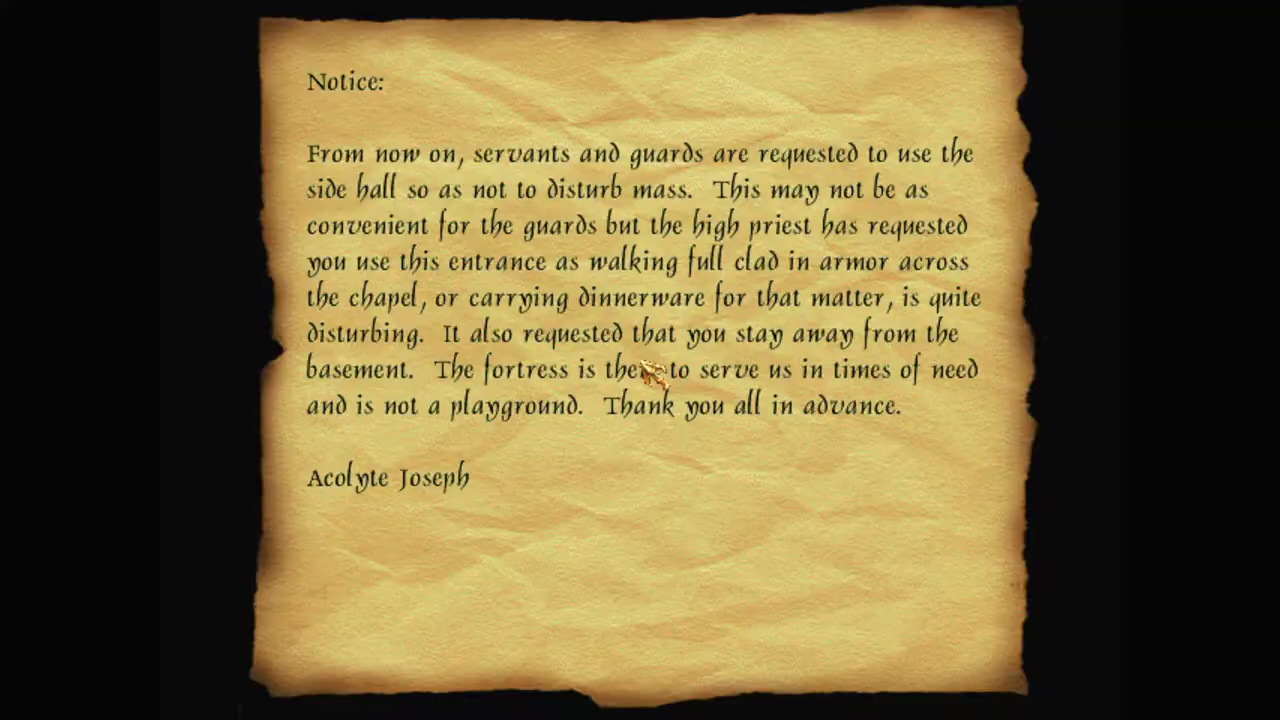 Notice:
From now on, servants and guards are requested to use the
side hall so as not to disturb mass. This may not be as
convenient for the guards but the high priest has requested
you use this entrance as walking full clad in armor across
the chapel, or carrying dinnerware for that matter, is quite
disturbing. It also requested that you stay away from the
basement. The fortress is there to serve us in times of need
and is not a playground. Thank you all in advance.
Acolyte Joseph